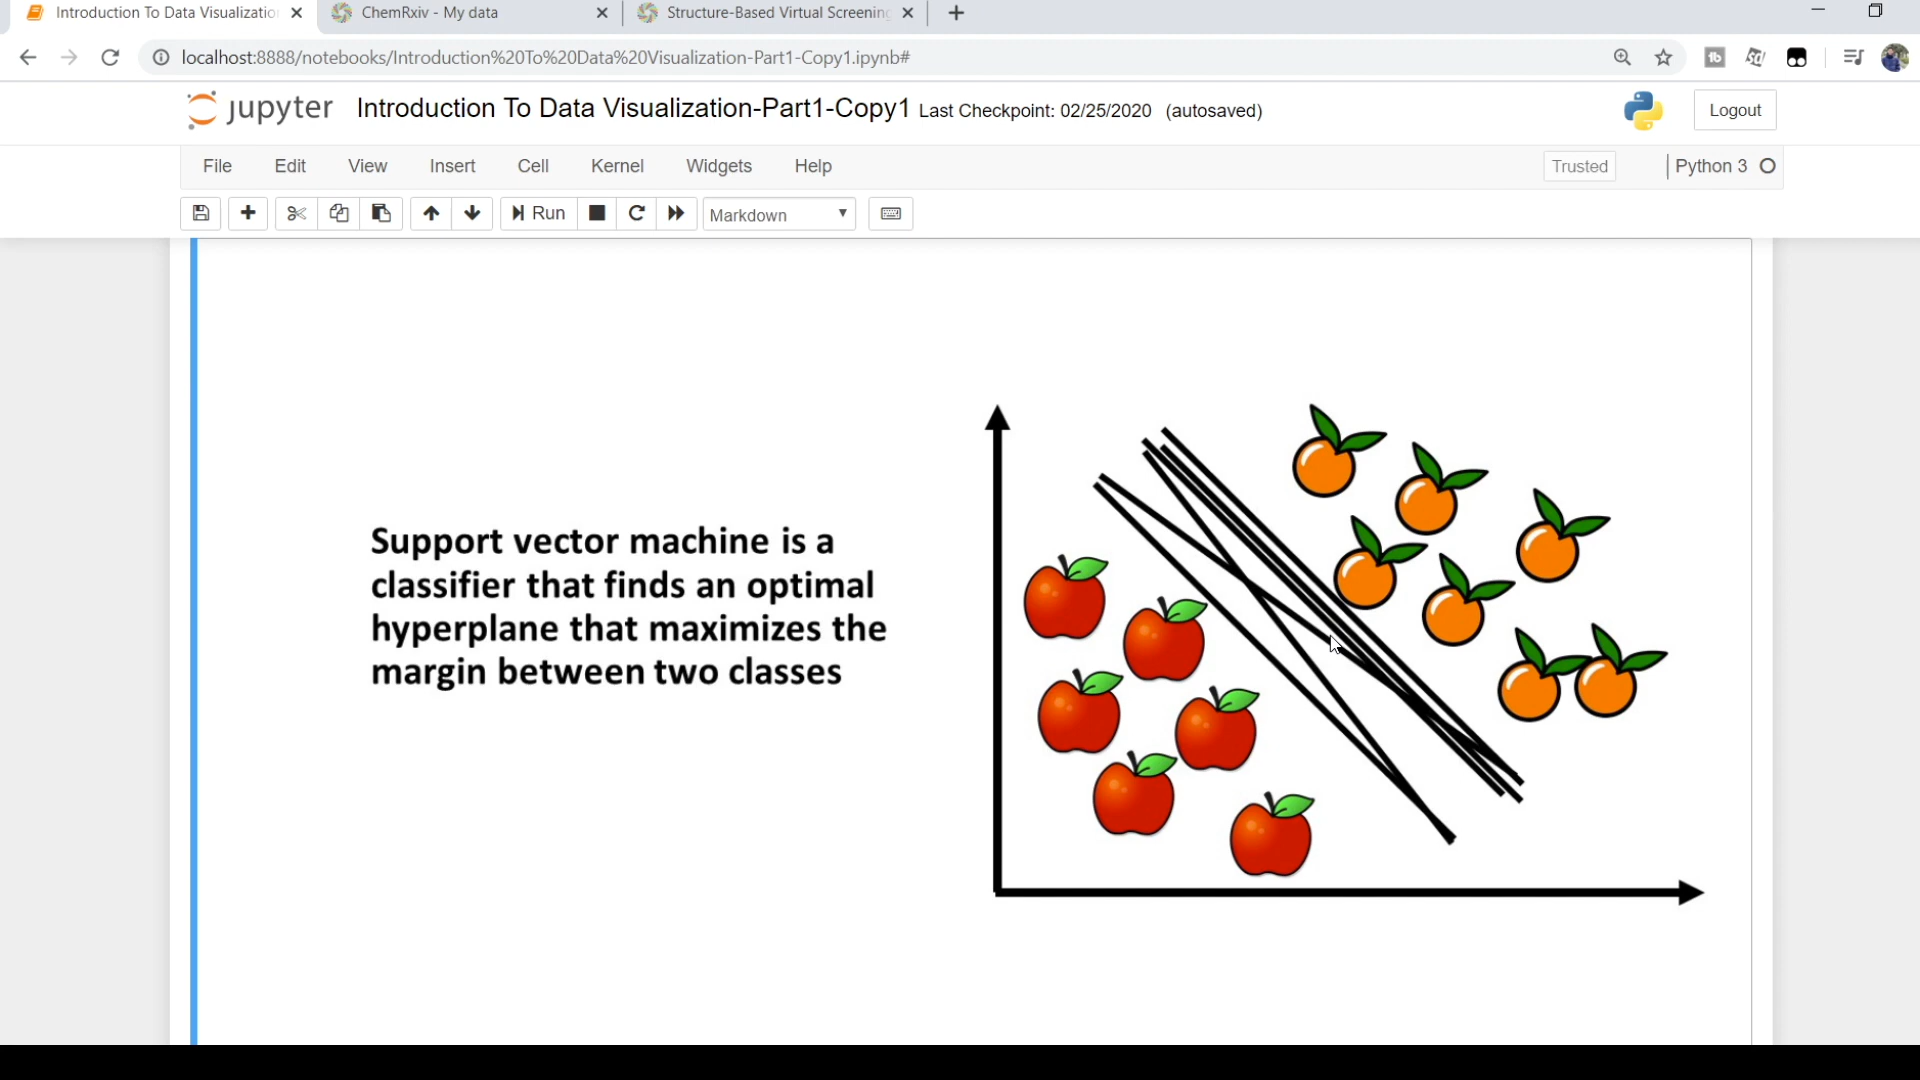 Introduction To Data Visualization
ChemRxiv - My data
Structure-Based Virtual Screening
localhost:8888/notebooks/Introduction%20To%20Data%20Visualization-Part1-Copy1.ipynb#
jupyter Introduction To Data Visualization-Part1-Copy1 Last Checkpoint: 02/25/2020 (autosaved)
Logout
File Edit View Insert Cell Kernel Widgets Help
Trusted
Python 3
Run
Markdown
Support vector machine is a
classifier that finds an optimal
hyperplane that maximizes the
margin between two classes